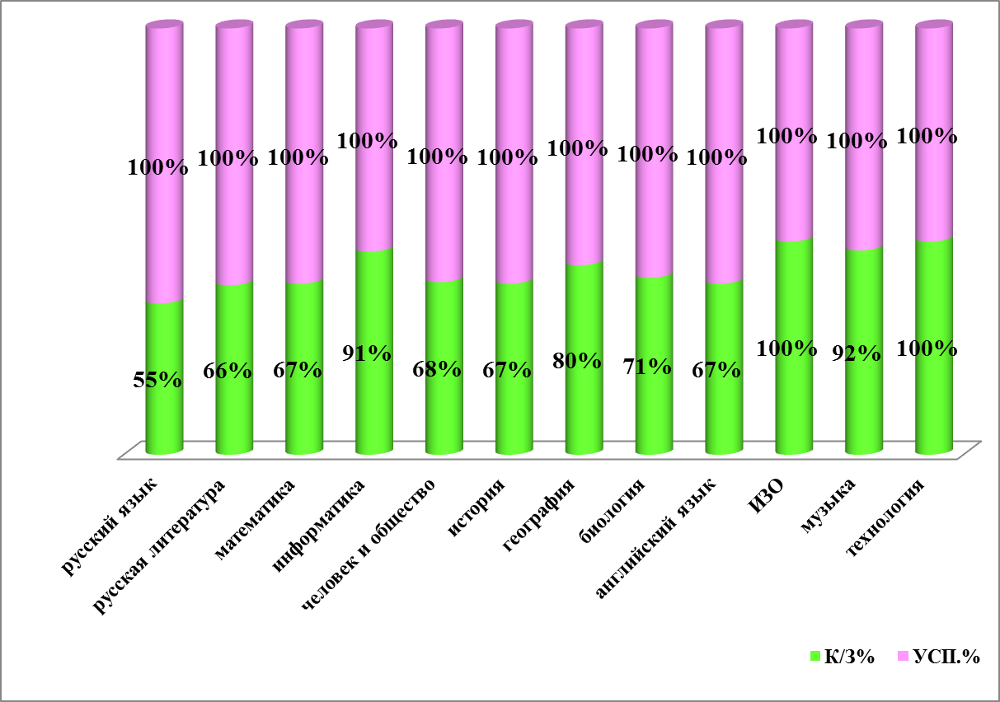 100% 100% 100% 100% 100% 100% 100% 100% 100% 100% 100% 100%
55% 66% 67% 91% 68% 67% 80% 71% 67% 100% 92% 100%
русский язык
русская литература
математика
информатика
человек и общество
история
география
биология
английский язык
ИЗО
музыка
технология
К/З% УСП.%